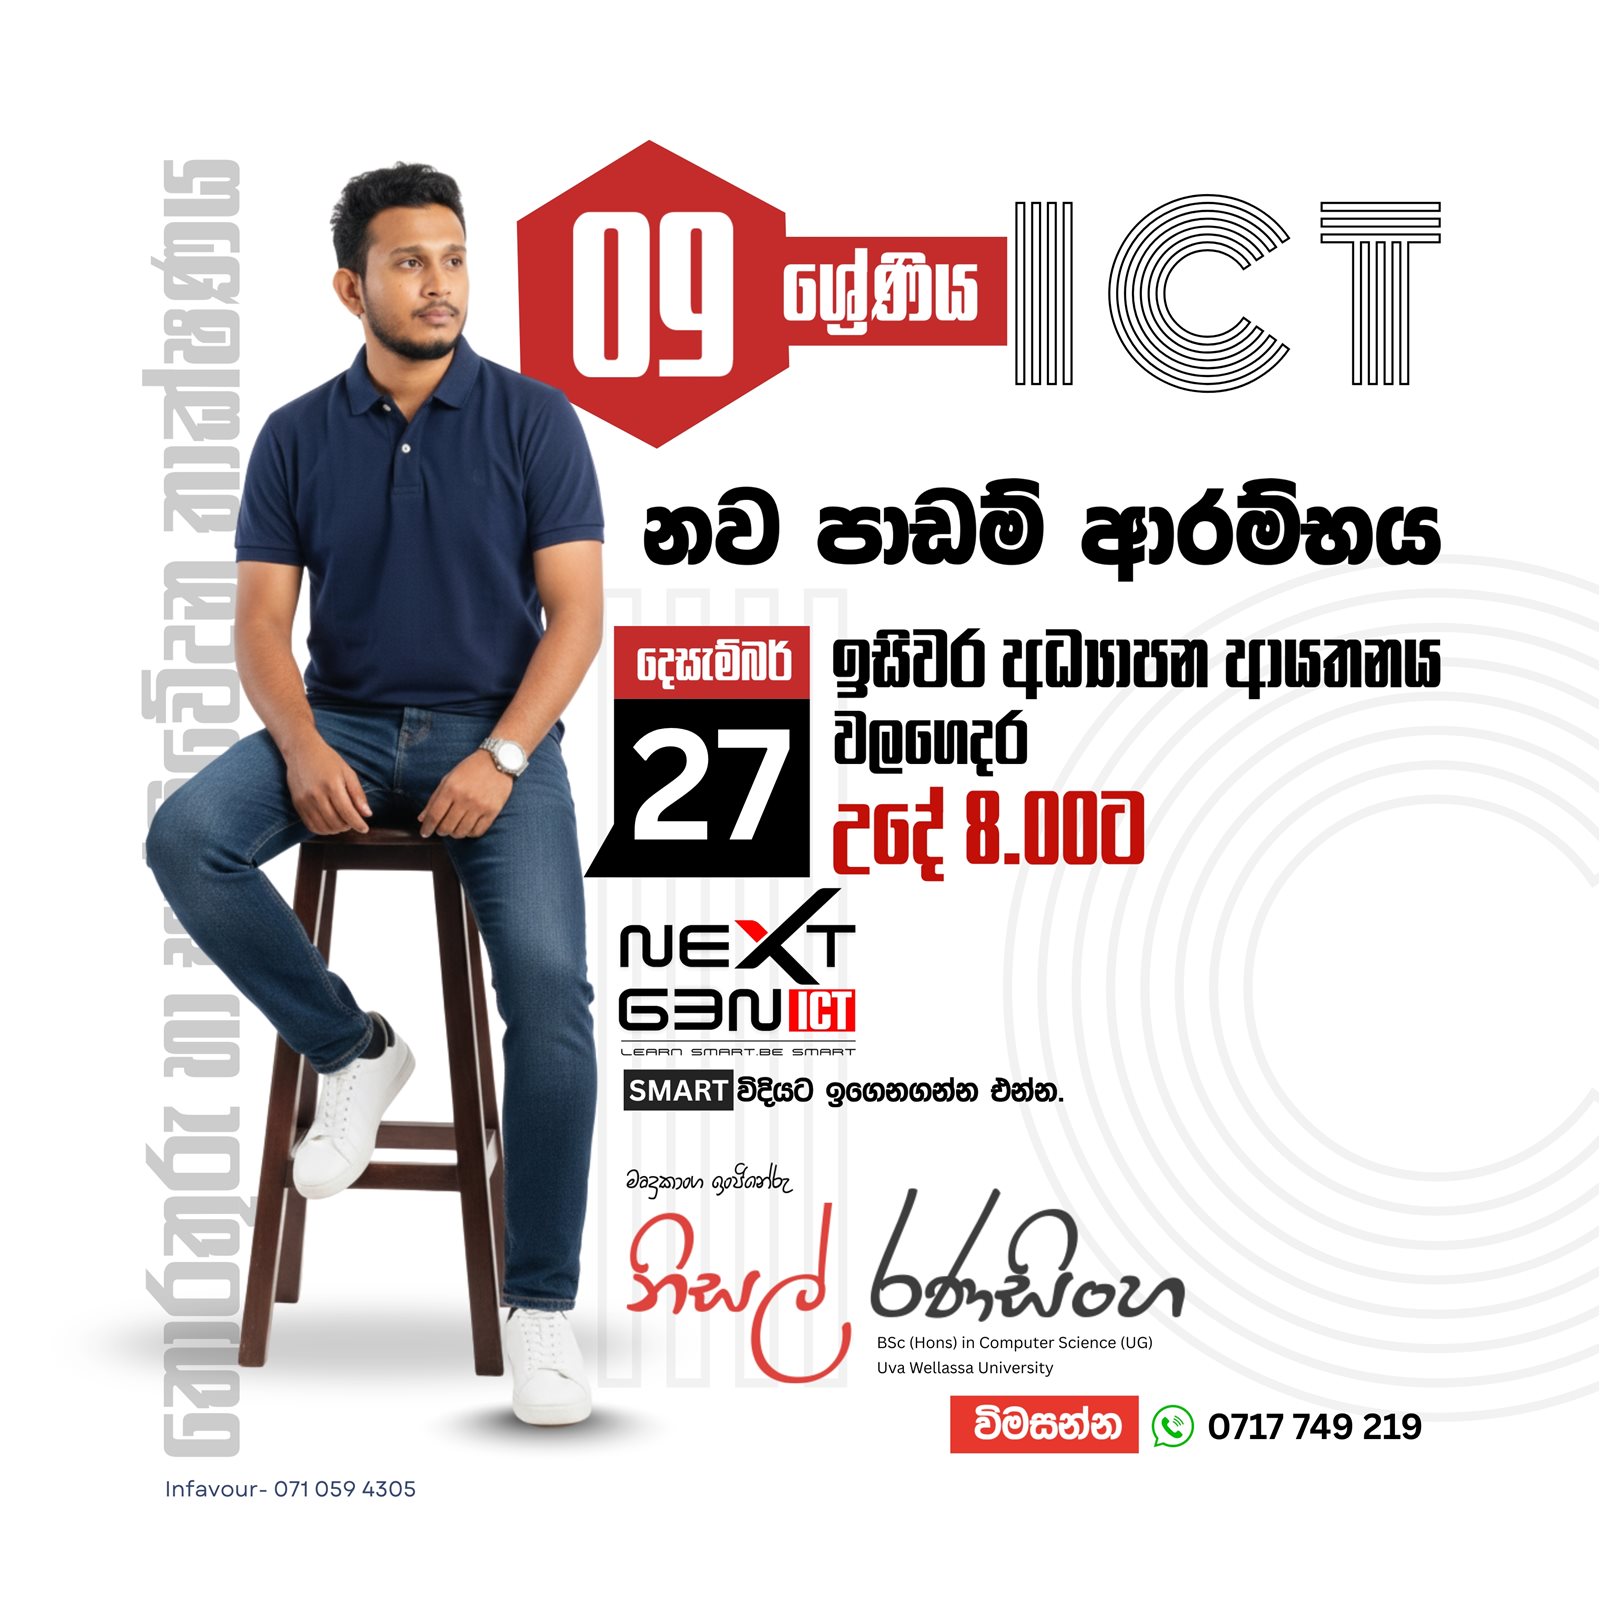 09
ශ්‍රේණිය
ICT
නව පාඩම් ආරම්භය
දෙසැම්බර්
27
ඉසිවර අධ්‍යාපන ආයතනය
වලගෙදර
උදේ 8.00ට
NEXT
GEN ICT
LEARN SMART.BE SMART
SMART විදියට ඉගෙනගන්න එන්න.
මෘදුකාංග ඉංජිනේරු
නිසල් රණසිංහ
BSc (Hons) in Computer Science (UG)
Uva Wellassa University
විමසන්න 0717 749 219
තොරතුරු හා
තාක්ෂණය
Infavour- 071 059 4305